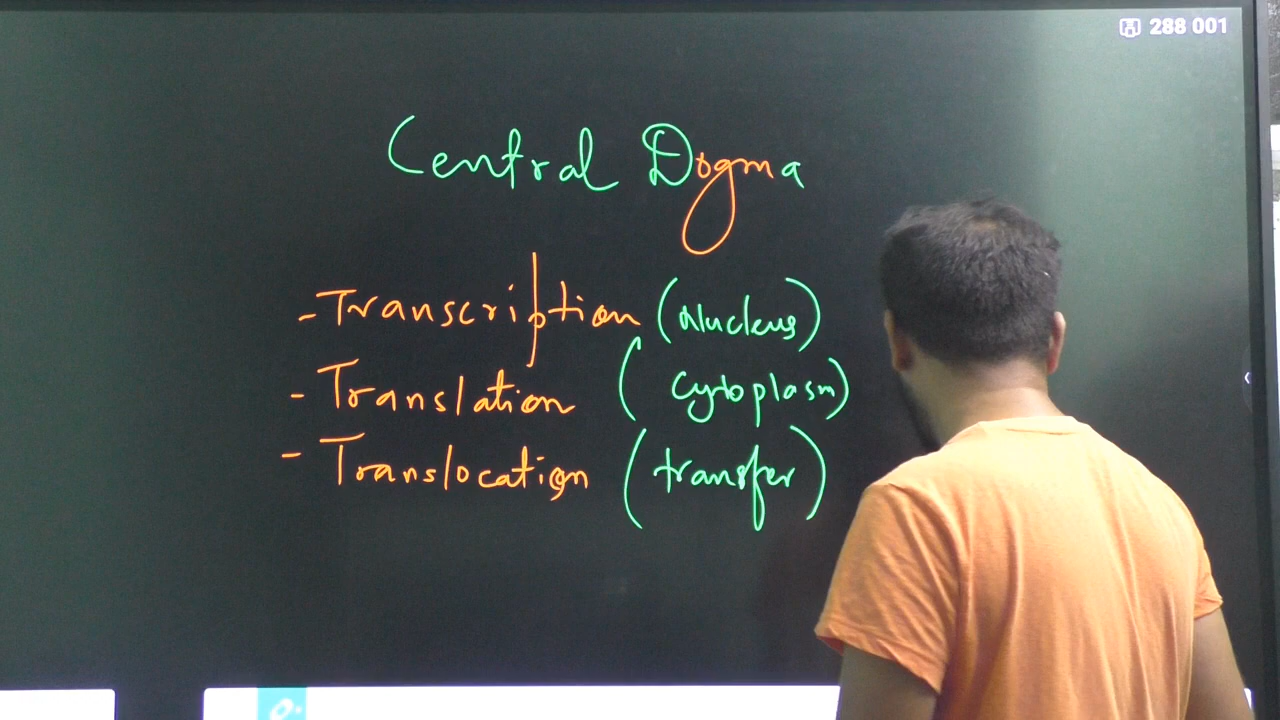 288 001
Central Dogma
- Transcription (Nucleus)
- Translation (Cytoplasm)
- Translocation (transfer)